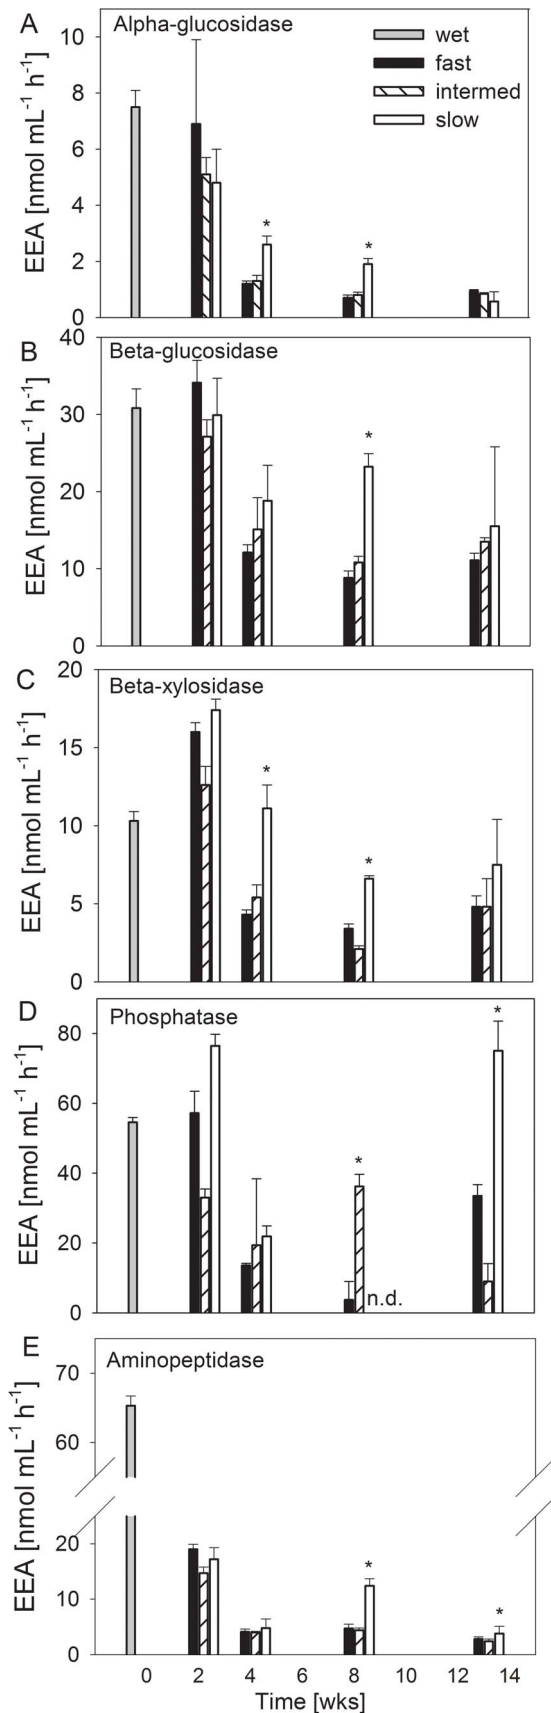 A
Alpha-glucosidase
wet
fast
intermed
slow
EEA [nmol mL⁻¹ h⁻¹]
10
8
6
4
2
0
*
*
B
Beta-glucosidase
EEA [nmol mL⁻¹ h⁻¹]
40
30
20
10
0
*
C
Beta-xylosidase
EEA [nmol mL⁻¹ h⁻¹]
20
15
10
5
0
*
*
D
Phosphatase
EEA [nmol mL⁻¹ h⁻¹]
80
60
40
20
0
*
*
n.d.
E
Aminopeptidase
EEA [nmol mL⁻¹ h⁻¹]
70
60
20
10
0
*
*
0 2 4 6 8 10 12 14
Time [wks]